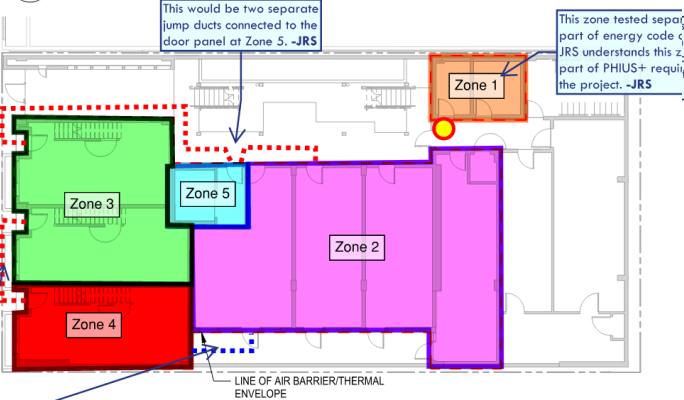 This would be two separate
jump ducts connected to the
door panel at Zone 5. -JRS
This zone tested
part of energy code
JRS understands this
part of PHIUS+
the project. -JRS
Zone 1
Zone 5
Zone 3
Zone 2
Zone 4
LINE OF AIR BARRIER/THERMAL
ENVELOPE